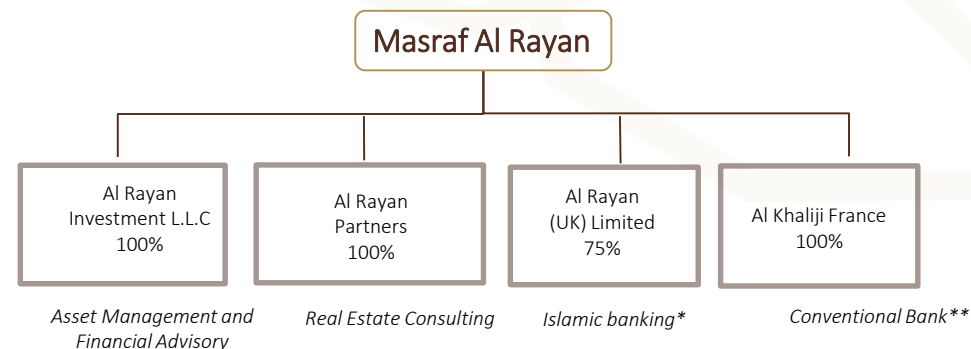 Masraf Al Rayan
Al Rayan
Investment L.L.C
100%
Al Rayan
Partners
100%
Al Rayan
(UK) Limited
75%
Al Khaliji France
100%
Asset Management and
Financial Advisory
Real Estate Consulting
Islamic banking*
Conventional Bank**